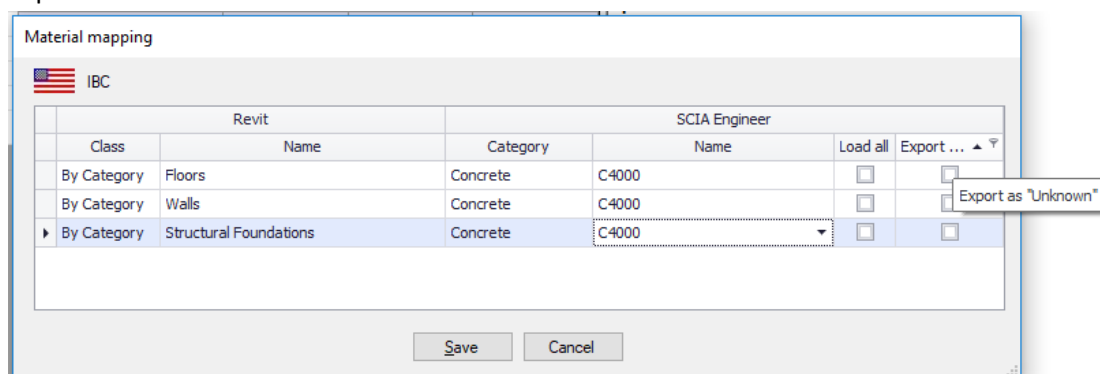 Material mapping
IBC
Revit SCIA Engineer
Class Name Category Name Load all Export ...
By Category Floors Concrete C4000
Export as "Unknown"
By Category Walls Concrete C4000
By Category Structural Foundations Concrete C4000
Save Cancel